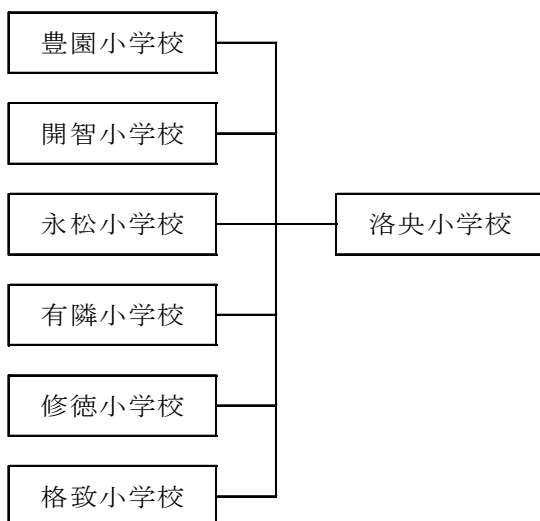 豊園小学校
開智小学校
永松小学校
洛央小学校
有隣小学校
修徳小学校
格致小学校